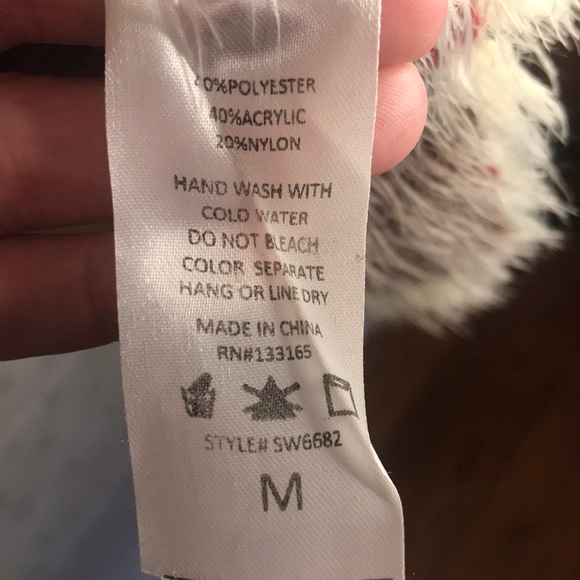 40%POLYESTER
40%ACRYLIC
20%NYLON
HAND WASH WITH
COLD WATER
DO NOT BLEACH
COLOR SEPARATE
HANG OR LINE DRY
MADE IN CHINA
RN#133165
STYLE# SW6682
M